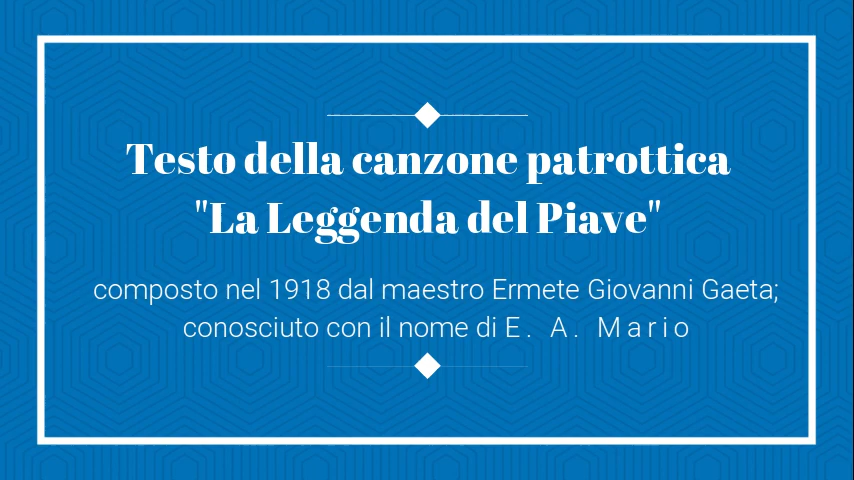 Testo della canzone patrottica
"La Leggenda del Piave"
composto nel 1918 dal maestro Ermete Giovanni Gaeta;
conosciuto con il nome di E. A. Mario